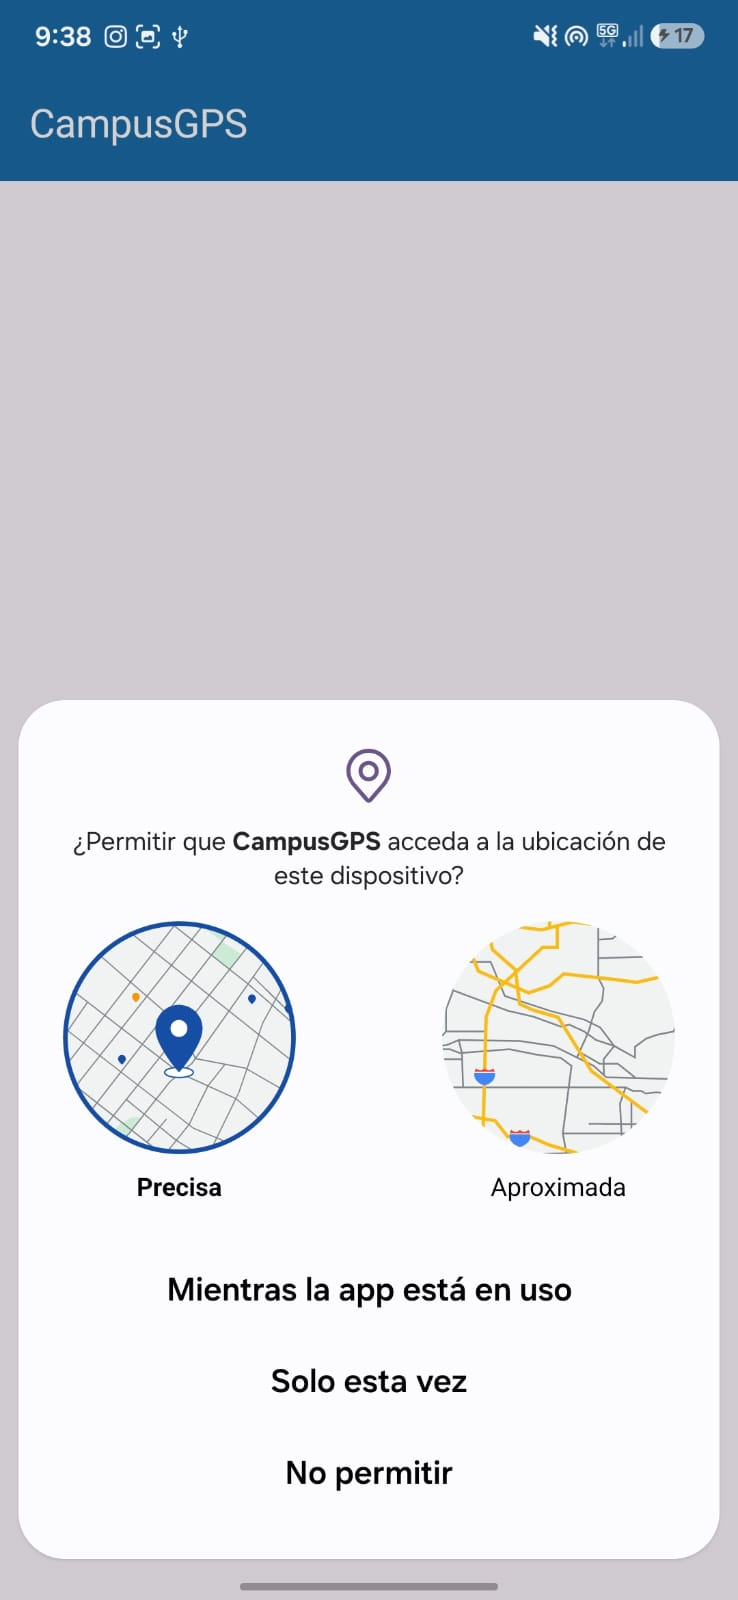 9:38 5G 17
CampusGPS
¿Permitir que CampusGPS acceda a la ubicación de
este dispositivo?
Precisa Aproximada
Mientras la app está en uso
Solo esta vez
No permitir